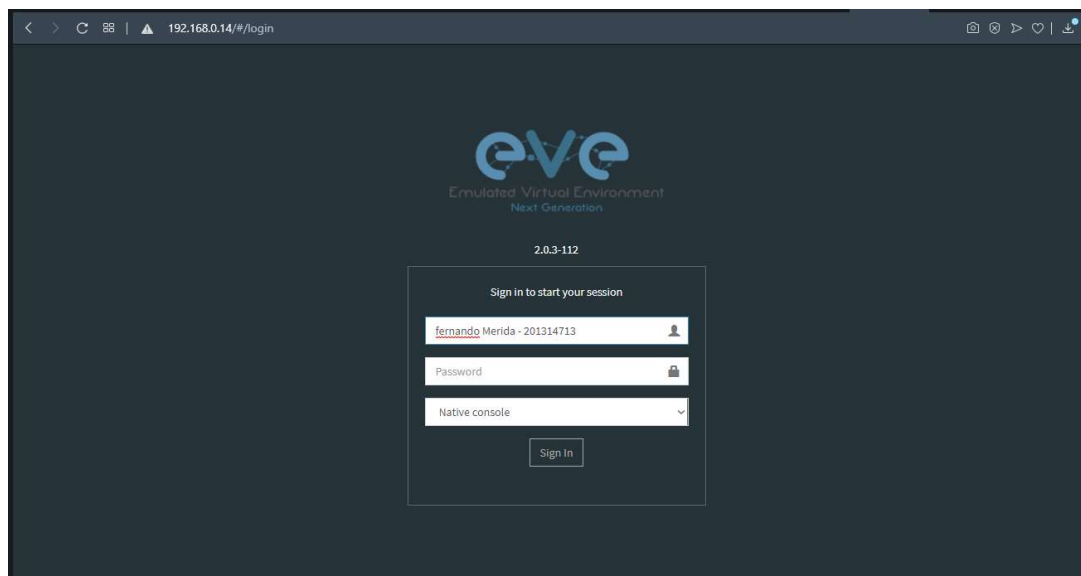 192.168.0.14/#/login
eve
Emulated Virtual Environment
Next Generation
2.0.3-112
Sign in to start your session
fernando Merida - 201314713
Password
Native console
Sign In